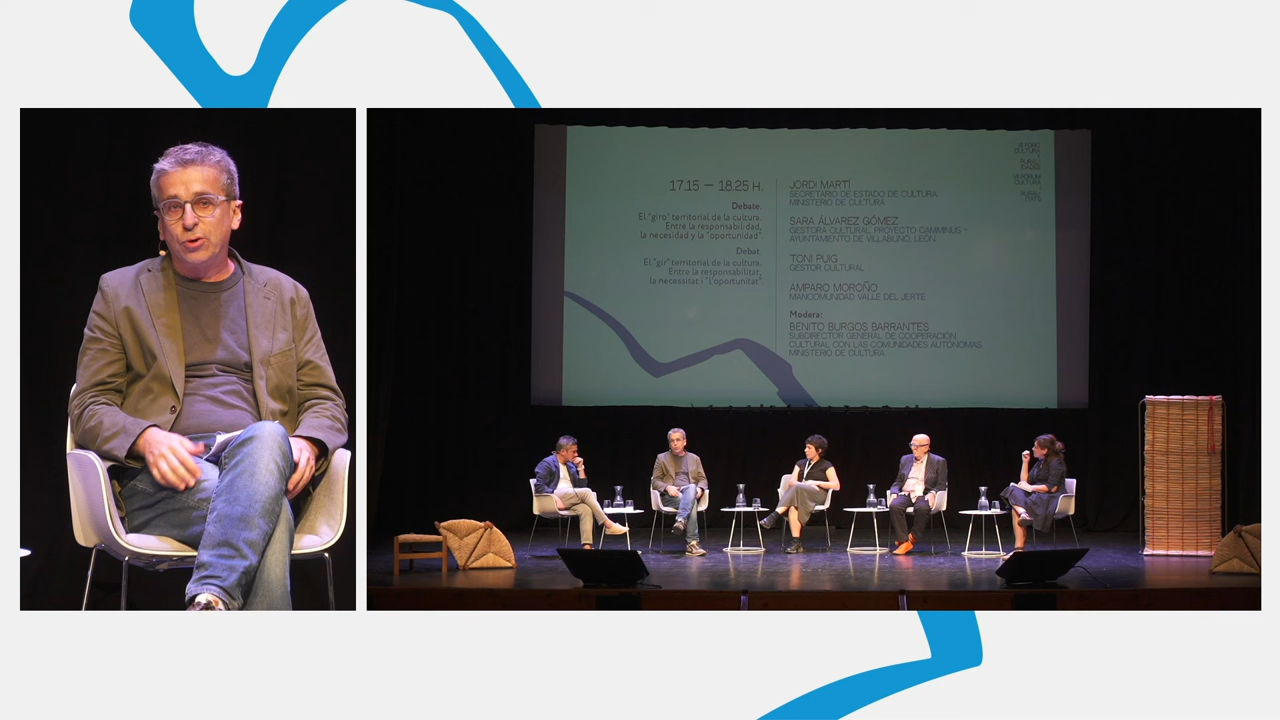 17.15 — 18.25 H.
Debate.
El "giro" territorial de la cultura.
Entre la responsabilidad,
la necesidad y la "oportunidad".
Debat.
El "gir" territorial de la cultura.
Entre la responsabilitat,
la necessitat i "l'oportunitat".
JORDI MARTÍ
SECRETARIO DE ESTADO DE CULTURA.
MINISTERIO DE CULTURA
SARA ÁLVAREZ GÓMEZ
GESTORA CULTURAL, PROYECTO CAMMINUS -
AYUNTAMIENTO DE VILLABLINO, LEÓN
TONI PUIG
GESTOR CULTURAL
AMPARO MOROÑO
MANCOMUNIDAD VALLE DEL JERTE
Modera:
BENITO BURGOS BARRANTES
SUBDIRECTOR GENERAL DE COOPERACIÓN
CULTURAL CON LAS COMUNIDADES AUTÓNOMAS.
MINISTERIO DE CULTURA